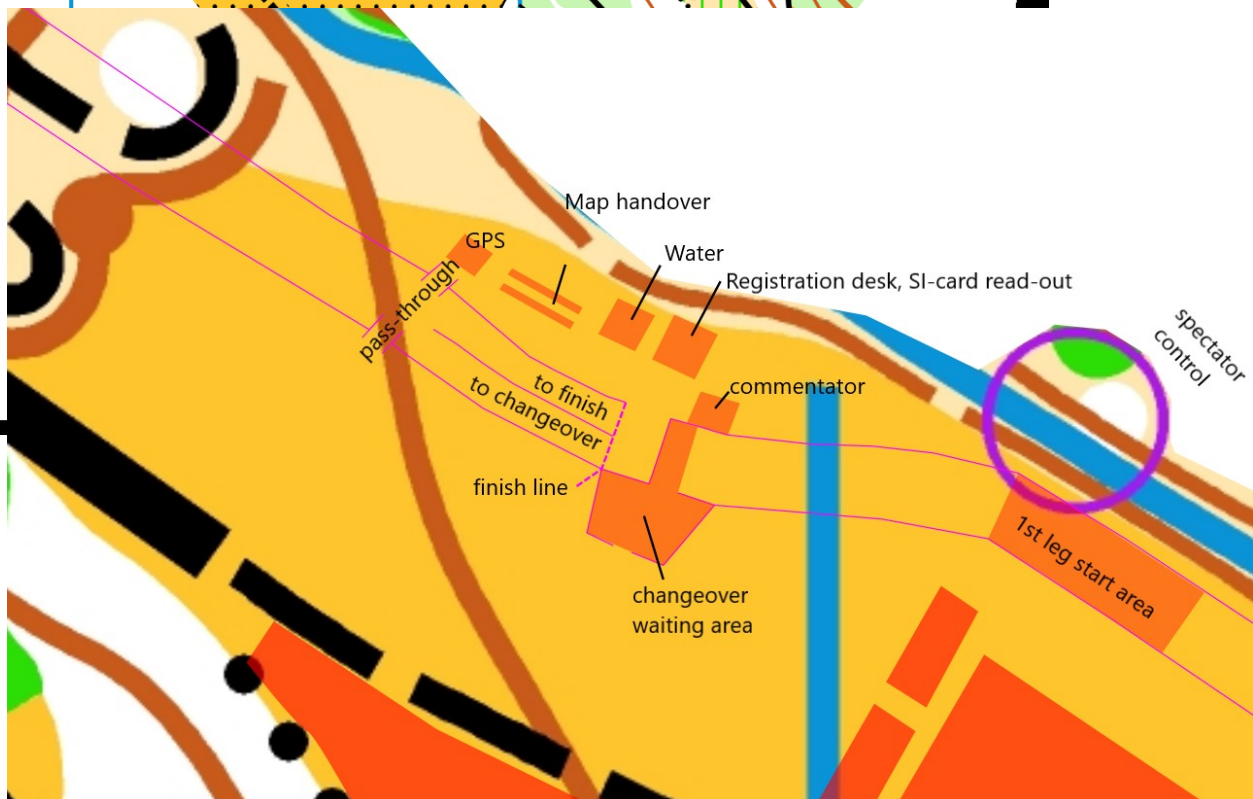 Map handover
GPS
Water
Registration desk, SI-card read-out
pass-through
spectator
control
to finish
to changeover
commentator
finish line
1st leg start area
changeover
waiting area